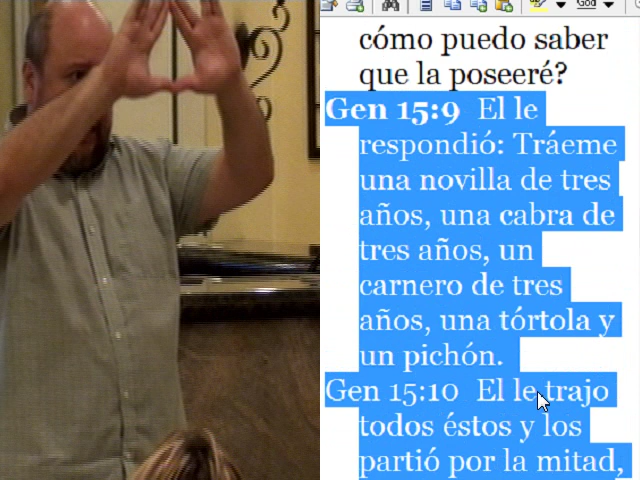 God
cómo puedo saber
que la poseeré?
Gen 15:9 El le
respondió: Tráeme
una novilla de tres
años, una cabra de
tres años, un
carnero de tres
años, una tórtola y
un pichón.
Gen 15:10 El le trajo
todos éstos y los
partió por la mitad,